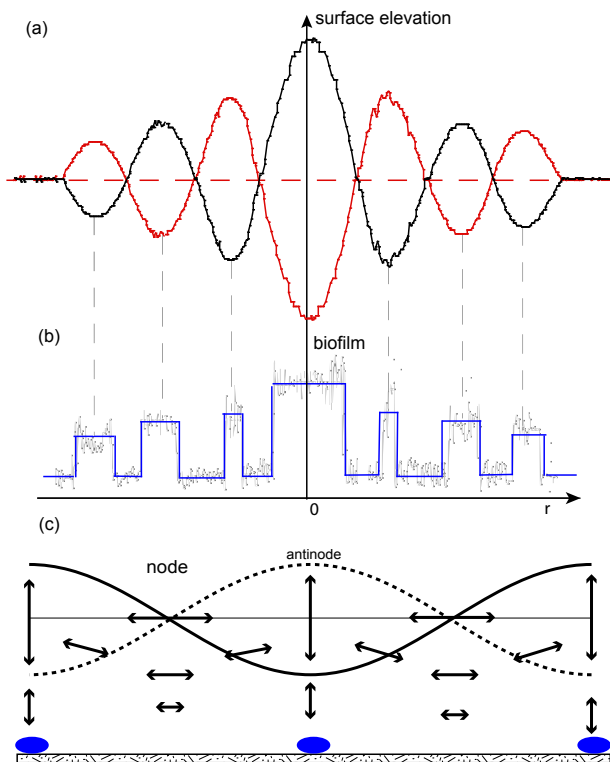 (a)
surface elevation
(b)
biofilm
0
r
(c)
node
antinode